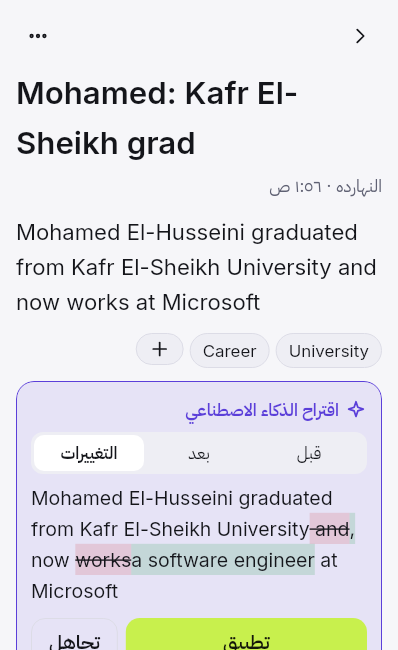 Mohamed: Kafr El-
Sheikh grad
النهارده · ١:٥٦ ص
Mohamed El-Husseini graduated
from Kafr El-Sheikh University and
now works at Microsoft
+ Career University
اقتراح الذكاء الاصطناعي
قبل بعد التغييرات
Mohamed El-Husseini graduated
from Kafr El-Sheikh University and,
now worksa software engineer at
Microsoft
تطبيق تجاهل